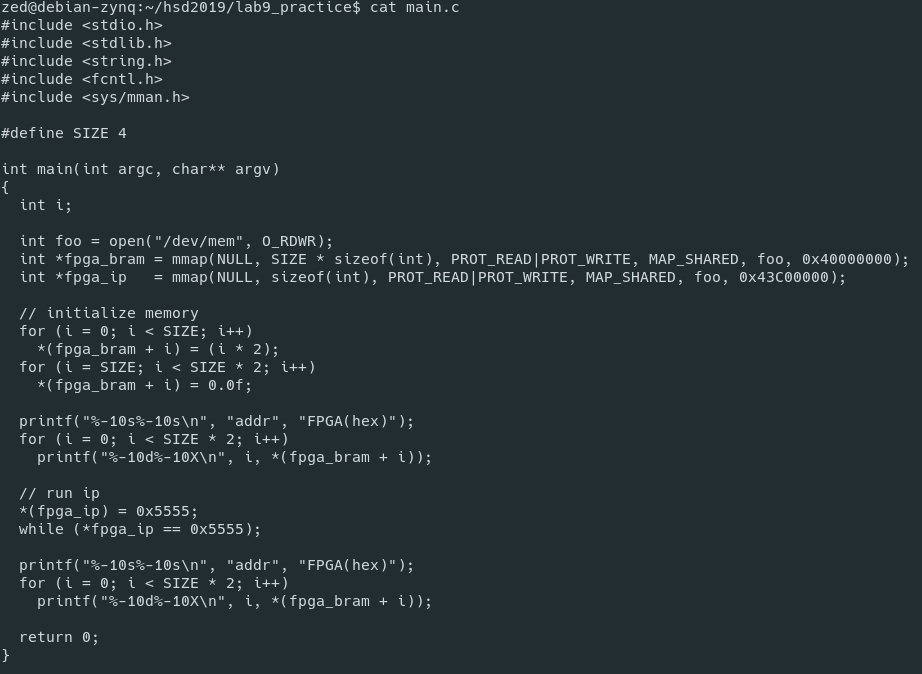 zed@debian-zynq:~/hsd2019/lab9_practice$ cat main.c
#include <stdio.h>
#include <stdlib.h>
#include <string.h>
#include <fcntl.h>
#include <sys/mman.h>

#define SIZE 4

int main(int argc, char** argv)
{
  int i;

  int foo = open("/dev/mem", O_RDWR);
  int *fpga_bram = mmap(NULL, SIZE * sizeof(int), PROT_READ|PROT_WRITE, MAP_SHARED, foo, 0x40000000);
  int *fpga_ip   = mmap(NULL, sizeof(int), PROT_READ|PROT_WRITE, MAP_SHARED, foo, 0x43C00000);

  // initialize memory
  for (i = 0; i < SIZE; i++)
    *(fpga_bram + i) = (i * 2);
  for (i = SIZE; i < SIZE * 2; i++)
    *(fpga_bram + i) = 0.0f;

  printf("%-10s%-10s\n", "addr", "FPGA(hex)");
  for (i = 0; i < SIZE * 2; i++)
    printf("%-10d%-10X\n", i, *(fpga_bram + i));

  // run ip
  *(fpga_ip) = 0x5555;
  while (*fpga_ip == 0x5555);

  printf("%-10s%-10s\n", "addr", "FPGA(hex)");
  for (i = 0; i < SIZE * 2; i++)
    printf("%-10d%-10X\n", i, *(fpga_bram + i));

  return 0;
}